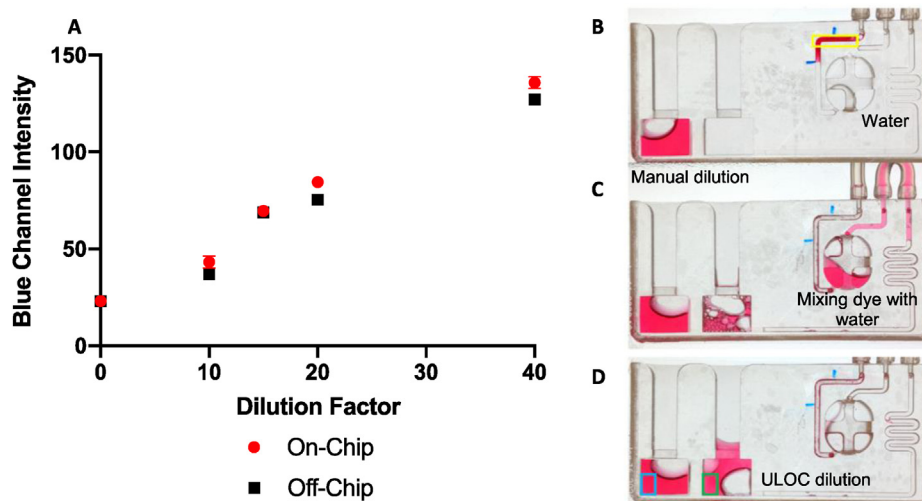 A
150
100
50
0
Blue Channel Intensity
0
10
20
30
40
Dilution Factor
On-Chip
Off-Chip
B
Water
Manual dilution
C
Mixing dye with
water
D
ULOC dilution